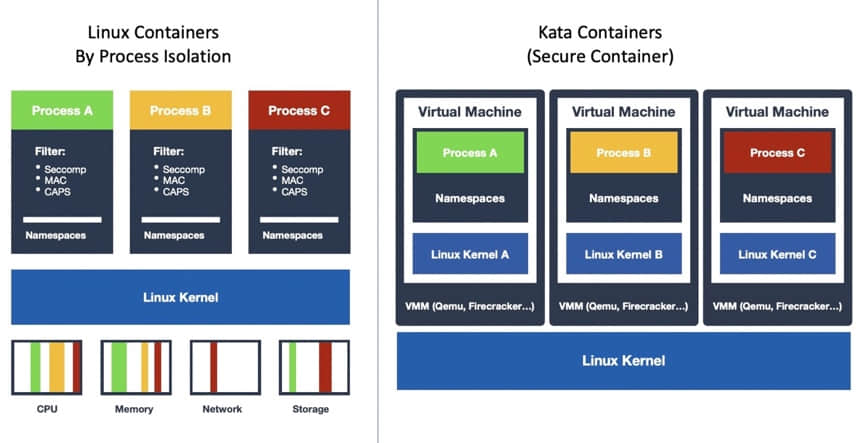 Linux Containers
By Process Isolation
Process A
Process B
Process C
Filter:
• Seccomp
• MAC
• CAPS
Namespaces
Filter:
• Seccomp
• MAC
• CAPS
Namespaces
Filter:
• Seccomp
• MAC
• CAPS
Namespaces
Linux Kernel
CPU
Memory
Network
Storage
Kata Containers
(Secure Container)
Virtual Machine
Process A
Namespaces
Linux Kernel A
VMM (Qemu, Firecracker...)
Virtual Machine
Process B
Namespaces
Linux Kernel B
VMM (Qemu, Firecracker...)
Virtual Machine
Process C
Namespaces
Linux Kernel C
VMM (Qemu, Firecracker...)
Linux Kernel